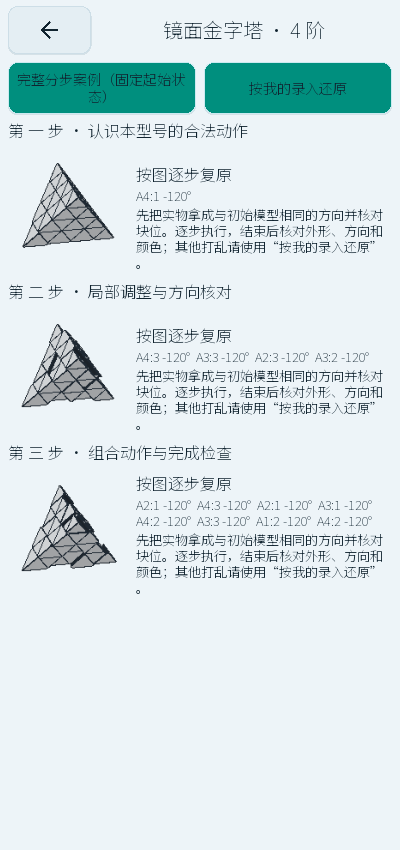 镜面金字塔 · 4 阶
完整分步案例（固定起始状
态）
按我的录入还原
第一步 · 认识本型号的合法动作
按图逐步复原
A4:1 -120°
先把实物拿成与初始模型相同的方向并核对
块位。逐步执行，结束后核对外形、方向和
颜色；其他打乱请使用“按我的录入还原”
。
第二步 · 局部调整与方向核对
按图逐步复原
A4:3 -120° A3:3 -120° A2:3 -120° A3:2 -120°
先把实物拿成与初始模型相同的方向并核对
块位。逐步执行，结束后核对外形、方向和
颜色；其他打乱请使用“按我的录入还原”
。
第三步 · 组合动作与完成检查
按图逐步复原
A2:1 -120° A4:3 -120° A2:1 -120° A3:1 -120°
A4:2 -120° A3:3 -120° A1:2 -120° A4:2 -120°
先把实物拿成与初始模型相同的方向并核对
块位。逐步执行，结束后核对外形、方向和
颜色；其他打乱请使用“按我的录入还原”
。